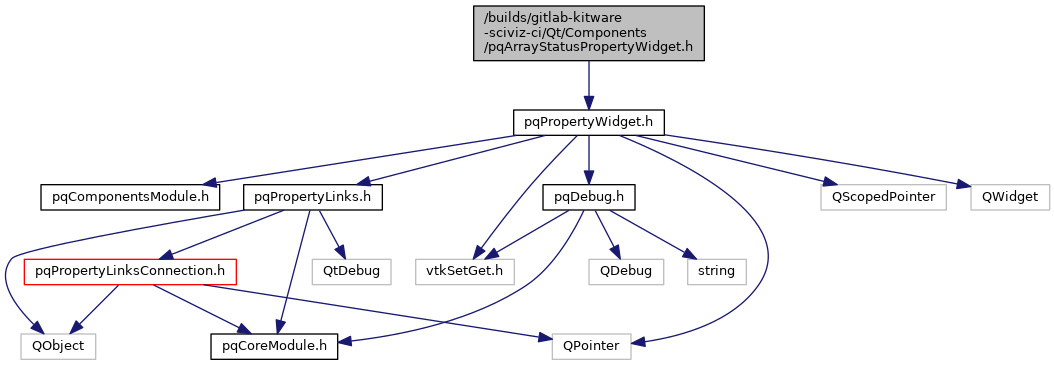 /builds/gitlab-kitware
-sciviz-ci/Qt/Components
/pqArrayStatusPropertyWidget.h
pqPropertyWidget.h
pqComponentsModule.h
pqPropertyLinks.h
pqDebug.h
QScopedPointer
QWidget
pqPropertyLinksConnection.h
QtDebug
vtkSetGet.h
QDebug
string
QObject
pqCoreModule.h
QPointer